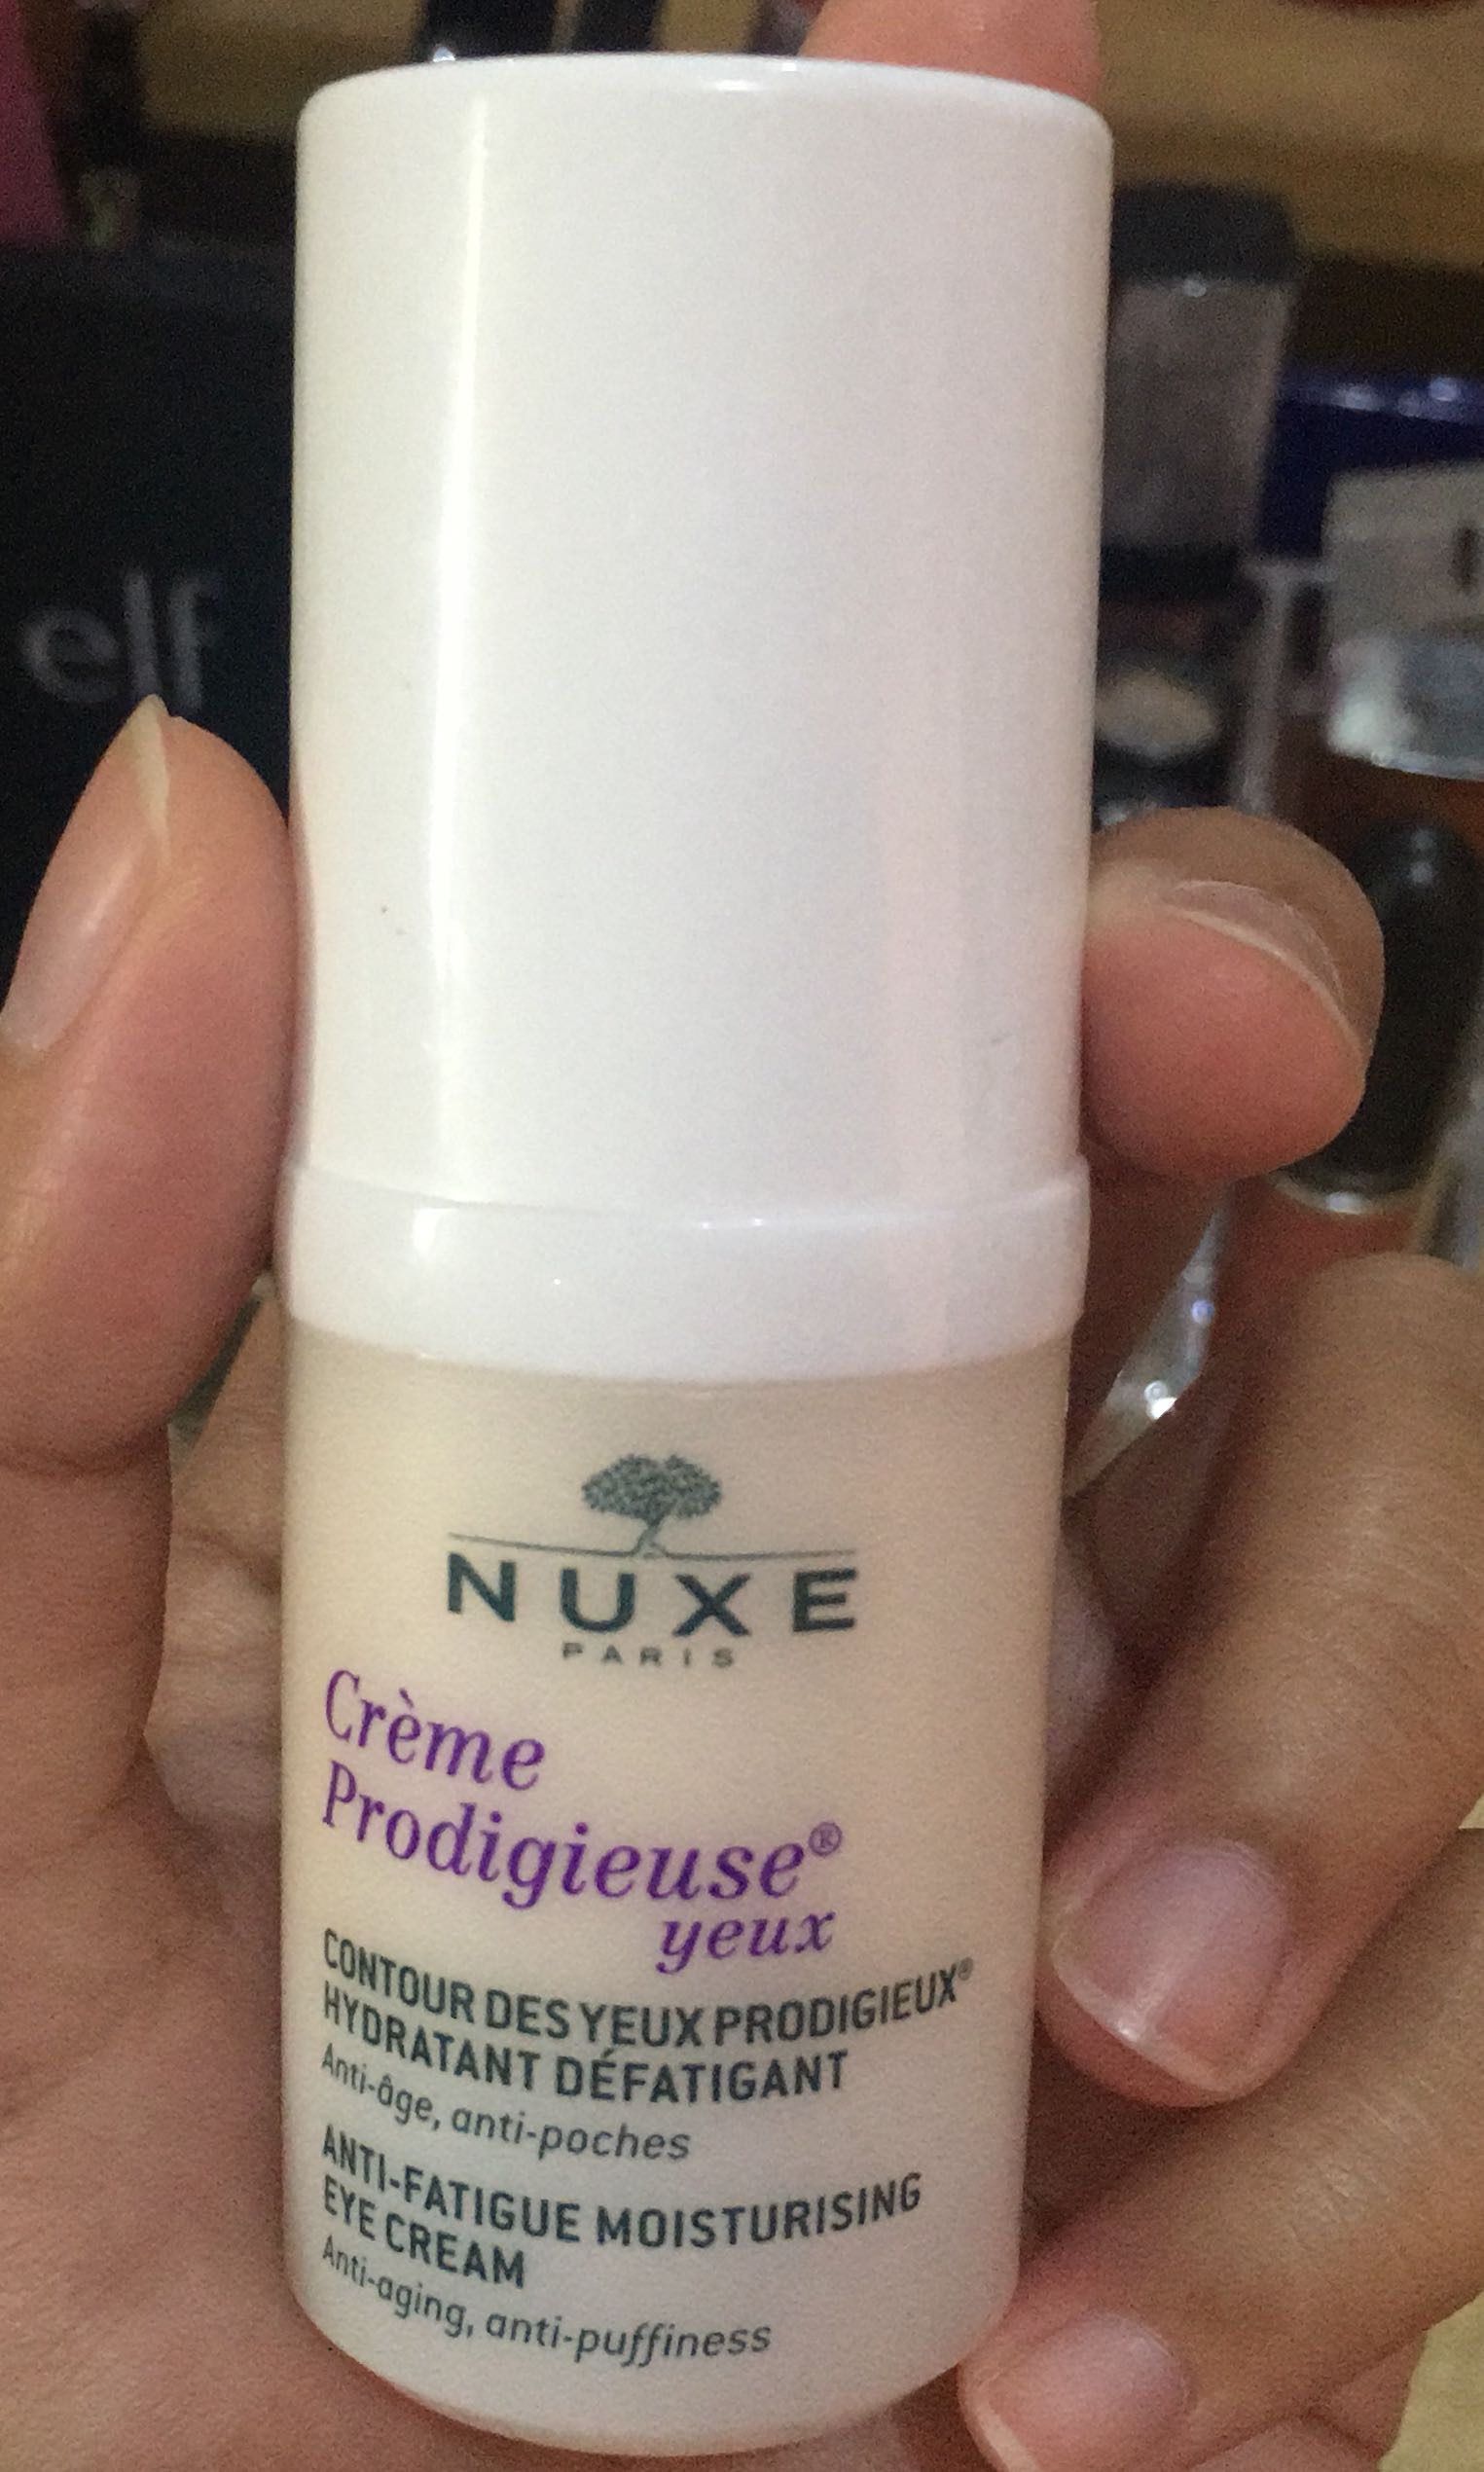 elf
NUXE
PARIS
Crème
Prodigieuse®
yeux
CONTOUR DES YEUX PRODIGIEUX®
HYDRATANT DÉFATIGANT
Anti-âge, anti-poches
ANTI-FATIGUE MOISTURISING
EYE CREAM
Anti-aging, anti-puffiness